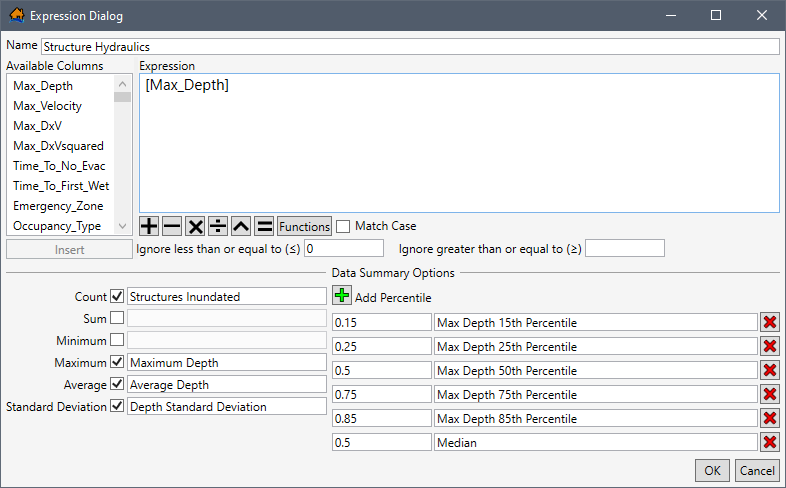 Expression Dialog
Name Structure Hydraulics
Available Columns
Expression
Max_Depth
Max_Velocity
Max_DxV
Max_DxVsquared
Time_To_No_Evac
Time_To_First_Wet
Emergency_Zone
Occupancy_Type
Insert
[Max_Depth]
Functions
Match Case
Ignore less than or equal to (≤) 0
Ignore greater than or equal to (≥)
Data Summary Options
Count Structures Inundated
Sum
Minimum
Maximum Maximum Depth
Average Average Depth
Standard Deviation Depth Standard Deviation
Add Percentile
0.15 Max Depth 15th Percentile
0.25 Max Depth 25th Percentile
0.5 Max Depth 50th Percentile
0.75 Max Depth 75th Percentile
0.85 Max Depth 85th Percentile
0.5 Median
OK Cancel